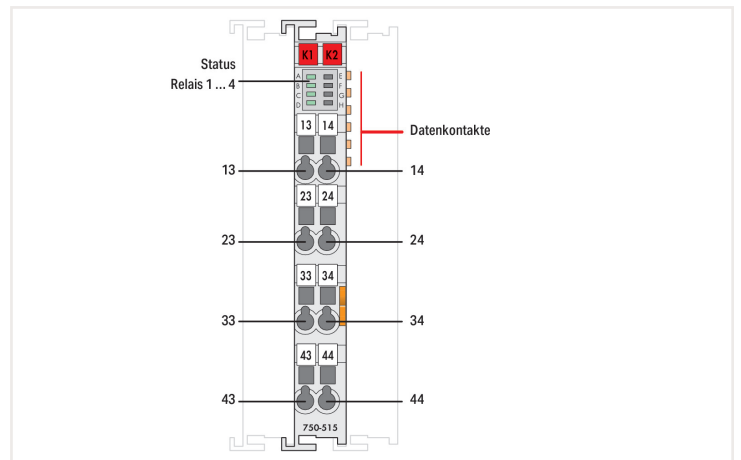 K1 K2
Status
Relais 1 ... 4
A E
B F
C G
D H
Datenkontakte
13 14
13 14
23 24
23 24
33 34
33 34
43 44
43 44
750-515